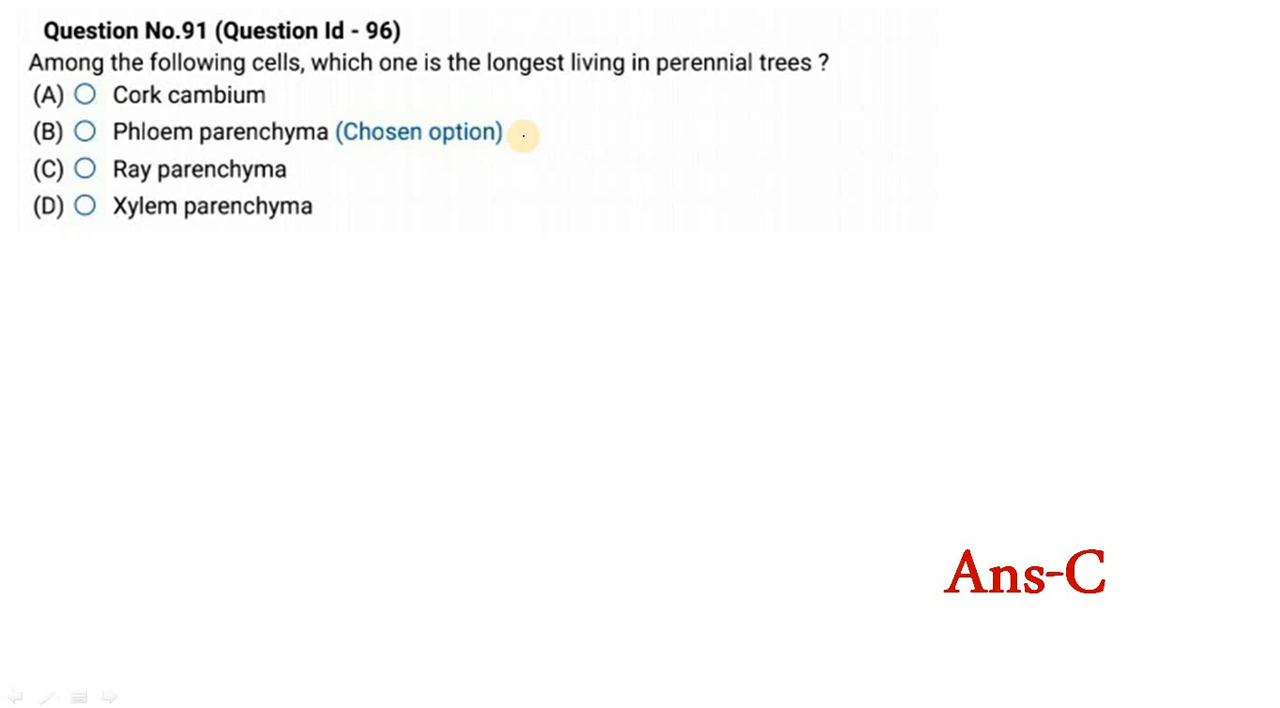 Question No.91 (Question Id - 96)
Among the following cells, which one is the longest living in perennial trees ?
(A) Cork cambium
(B) Phloem parenchyma (Chosen option)
(C) Ray parenchyma
(D) Xylem parenchyma
Ans-C